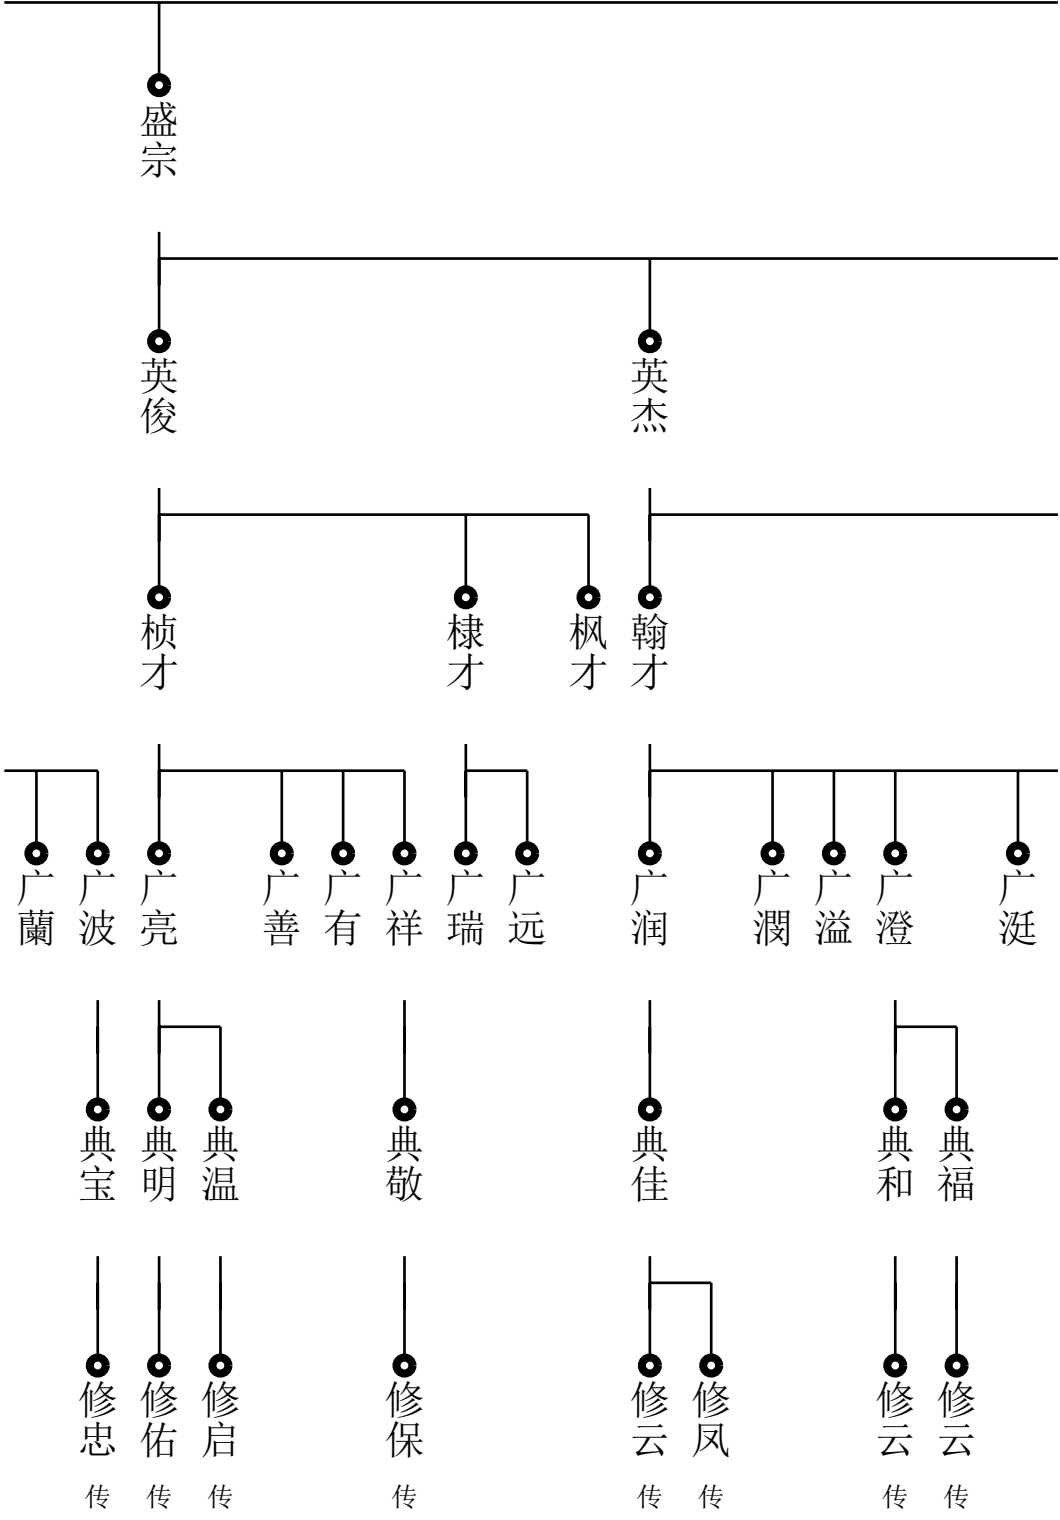 盛宗
英俊
英杰
桢才
棣才
枫才
翰才
广蘭
广波
广亮
广善
广有
广祥
广瑞
广远
广润
广潤
广溢
广澄
广涏
典宝
典明
典温
典敬
典佳
典和
典福
修忠
修佑
修启
修保
修云
修凤
修云
修云
传
传
传
传
传
传
传
传